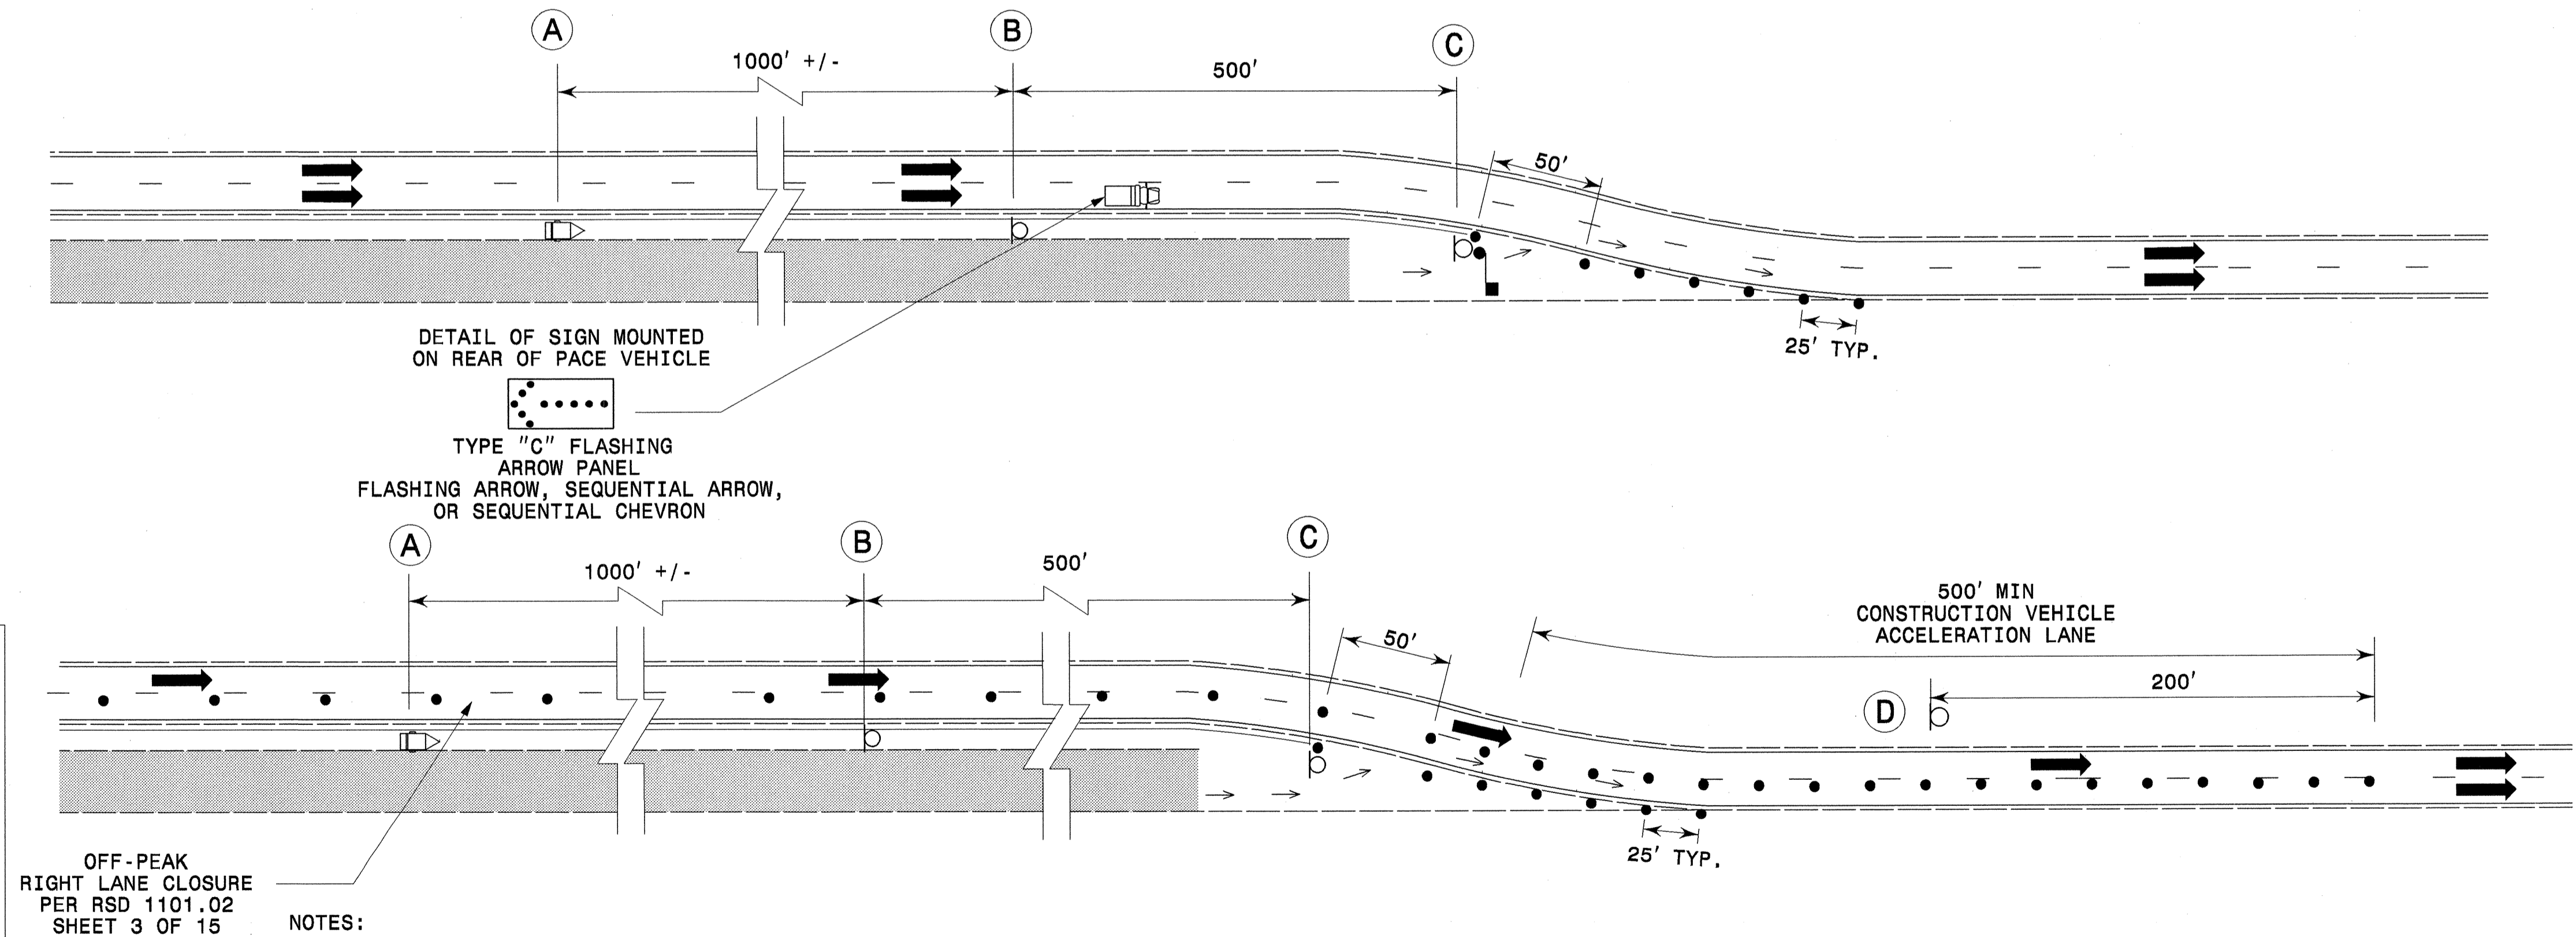 A
B
C
1000' +/-
500'
50'
25' TYP.
DETAIL OF SIGN MOUNTED
ON REAR OF PACE VEHICLE
TYPE "C" FLASHING
ARROW PANEL
FLASHING ARROW, SEQUENTIAL ARROW,
OR SEQUENTIAL CHEVRON
A
B
C
1000' +/-
500'
50'
500' MIN
CONSTRUCTION VEHICLE
ACCELERATION LANE
200'
D
25' TYP.
OFF-PEAK
RIGHT LANE CLOSURE
PER RSD 1101.02
SHEET 3 OF 15
NOTES: